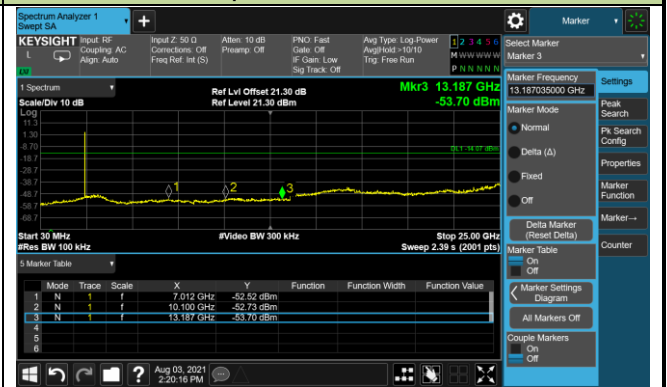 Spectrum Analyzer 1
Swept SA
Marker
KEYSIGHT
L
Input: RF
Coupling: AC
Align: Auto
Input Z: 50 Ω
Corrections: Off
Freq Ref: Int (S)
Atten: 10 dB
Preamp: Off
PNO: Fast
Gate: Off
IF Gain: Low
Sig Track: Off
Avg Type: Log-Power
Avg|Hold:>10/10
Trig: Free Run
1 2 3 4 5 6
M W W W W W
P N N N N N
Select Marker
Marker 3
Marker Frequency
13.187035000 GHz
Marker Mode
Normal
Delta (Δ)
Fixed
Off
Delta Marker
(Reset Delta)
Marker Table
On
Off
Marker Settings
Diagram
All Markers Off
Couple Markers
On
Off
Settings
Peak
Search
Pk Search
Config
Properties
Marker
Function
Marker→
Counter
1 Spectrum
Scale/Div 10 dB
Ref Lvl Offset 21.30 dB
Ref Level 21.30 dBm
Mkr3 13.187 GHz
-53.70 dBm
Log
11.3
1.30
-8.70
-18.7
-28.7
-38.7
-48.7
-58.7
-68.7
DL1 -14.07 dBm
1
2
3
Start 30 MHz
#Res BW 100 kHz
#Video BW 300 kHz
Stop 25.00 GHz
Sweep 2.39 s (2001 pts)
5 Marker Table
Mode Trace Scale X Y Function Function Width Function Value
1 N 1 f 7.012 GHz -52.52 dBm
2 N 1 f 10.100 GHz -52.73 dBm
3 N 1 f 13.187 GHz -53.70 dBm
4
5
6
Aug 03, 2021
2:20:16 PM